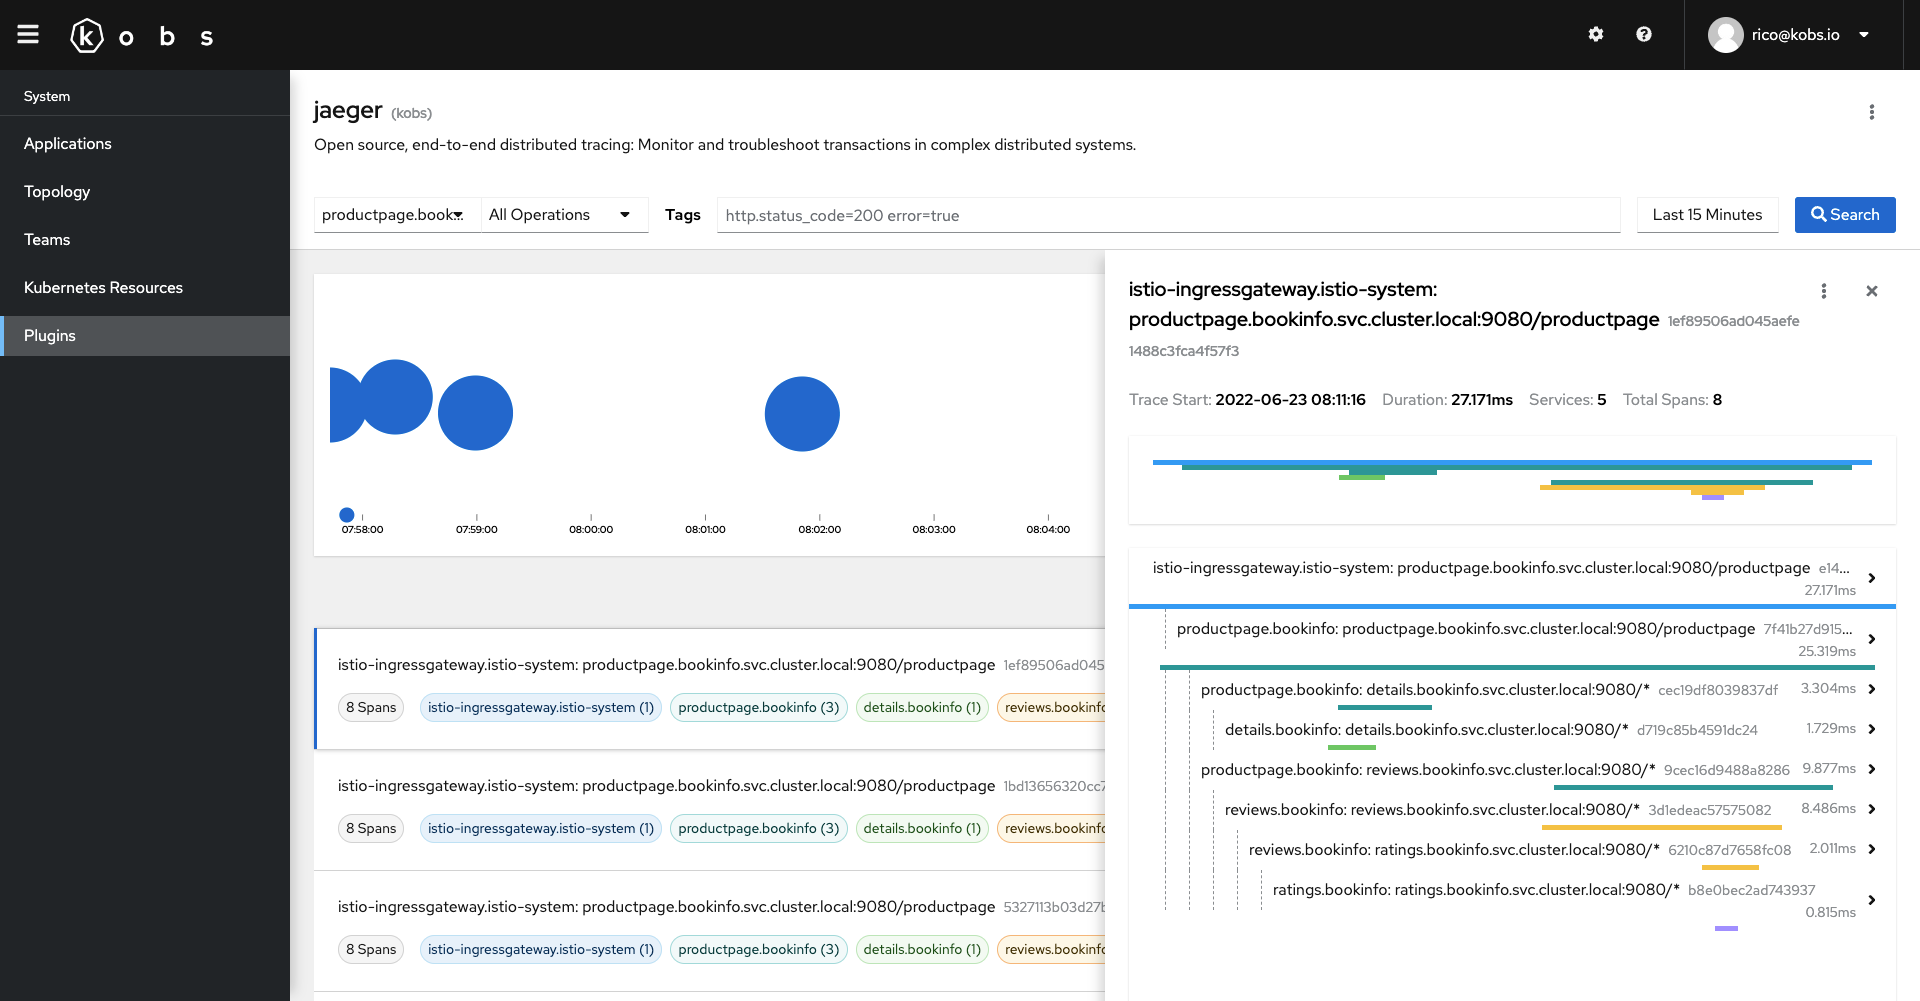 kobs
rico@kobs.io
System
Applications
Topology
Teams
Kubernetes Resources
Plugins
jaeger (kobs)
Open source, end-to-end distributed tracing: Monitor and troubleshoot transactions in complex distributed systems.
productpage.book... All Operations Tags http.status_code=200 error=true Last 15 Minutes Search
07:58:00 07:59:00 08:00:00 08:01:00 08:02:00 08:03:00 08:04:00
istio-ingressgateway.istio-system: productpage.bookinfo.svc.cluster.local:9080/productpage 1ef89506ad045
8 Spans istio-ingressgateway.istio-system (1) productpage.bookinfo (3) details.bookinfo (1) reviews.bookinfo
istio-ingressgateway.istio-system: productpage.bookinfo.svc.cluster.local:9080/productpage 1bd13656320cc7
8 Spans istio-ingressgateway.istio-system (1) productpage.bookinfo (3) details.bookinfo (1) reviews.bookinfo
istio-ingressgateway.istio-system: productpage.bookinfo.svc.cluster.local:9080/productpage 5327113b03d27b
8 Spans istio-ingressgateway.istio-system (1) productpage.bookinfo (3) details.bookinfo (1) reviews.bookinfo
istio-ingressgateway.istio-system:
productpage.bookinfo.svc.cluster.local:9080/productpage 1ef89506ad045aefe
1488c3fca4f57f3
Trace Start: 2022-06-23 08:11:16 Duration: 27.171ms Services: 5 Total Spans: 8
istio-ingressgateway.istio-system: productpage.bookinfo.svc.cluster.local:9080/productpage e14...
27.171ms
productpage.bookinfo: productpage.bookinfo.svc.cluster.local:9080/productpage 7f41b27d915...
25.319ms
productpage.bookinfo: details.bookinfo.svc.cluster.local:9080/* cec19df8039837df 3.304ms
details.bookinfo: details.bookinfo.svc.cluster.local:9080/* d719c85b4591dc24 1.729ms
productpage.bookinfo: reviews.bookinfo.svc.cluster.local:9080/* 9cec16d9488a8286 9.877ms
reviews.bookinfo: reviews.bookinfo.svc.cluster.local:9080/* 3d1edeac57575082 8.486ms
reviews.bookinfo: ratings.bookinfo.svc.cluster.local:9080/* 6210c87d7658fc08 2.011ms
ratings.bookinfo: ratings.bookinfo.svc.cluster.local:9080/* b8e0bec2ad743937
0.815ms